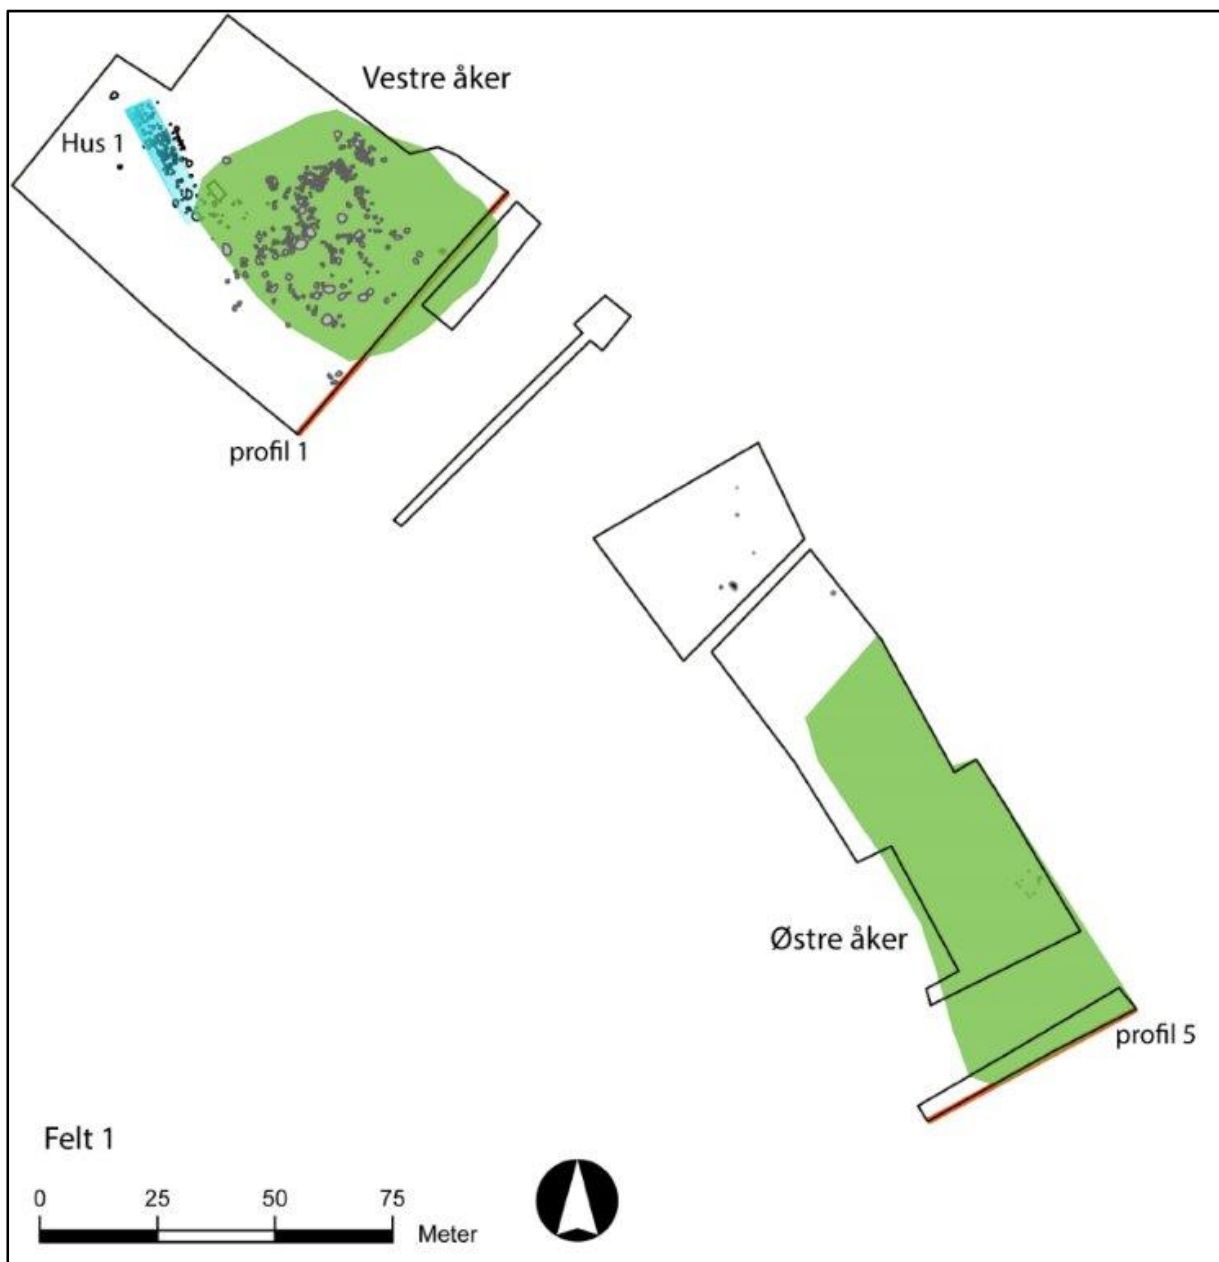 Vestre åker
Hus 1
profil 1
Østre åker
profil 5
Felt 1
0 25 50 75
Meter